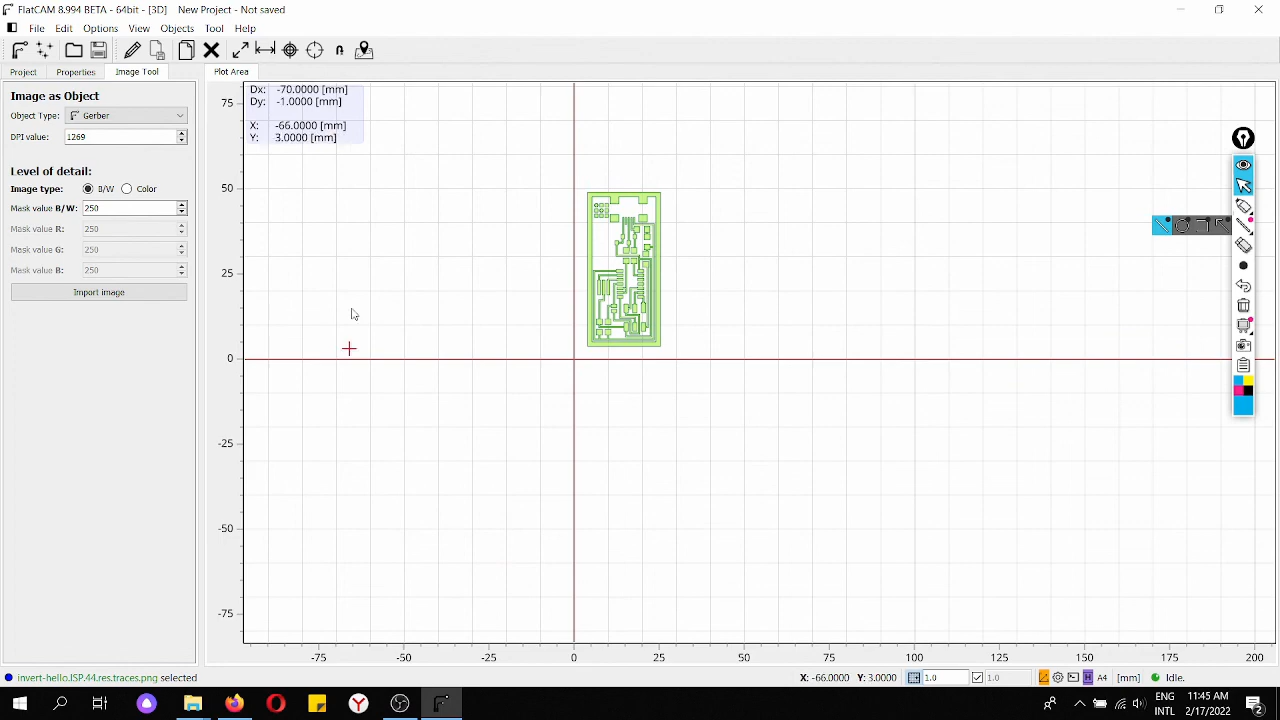 FlatCAM 8.994 BETA - 64bit - [3D]    New Project - Not saved
File Edit Options View Objects Tool Help
Project Properties Image Tool Plot Area
Image as Object
Object Type: Gerber
DPI value: 1269
Level of detail:
Image type: B/W Color
Mask value B/W: 250
Mask value R: 250
Mask value G: 250
Mask value B: 250
Import image
Dx: -70.0000 [mm]
Dy: -1.0000 [mm]
X: -66.0000 [mm]
Y: 3.0000 [mm]
75
50
25
0
-25
-50
-75
-75 -50 -25 0 25 50 75 100 125 150 175 200
invert-hello.ISP.44.res.traces.png selected
X: -66.0000 Y: 3.0000 1.0 1.0 H A4 [mm] Idle.
ENG 11:45 AM
INTL 2/17/2022
2